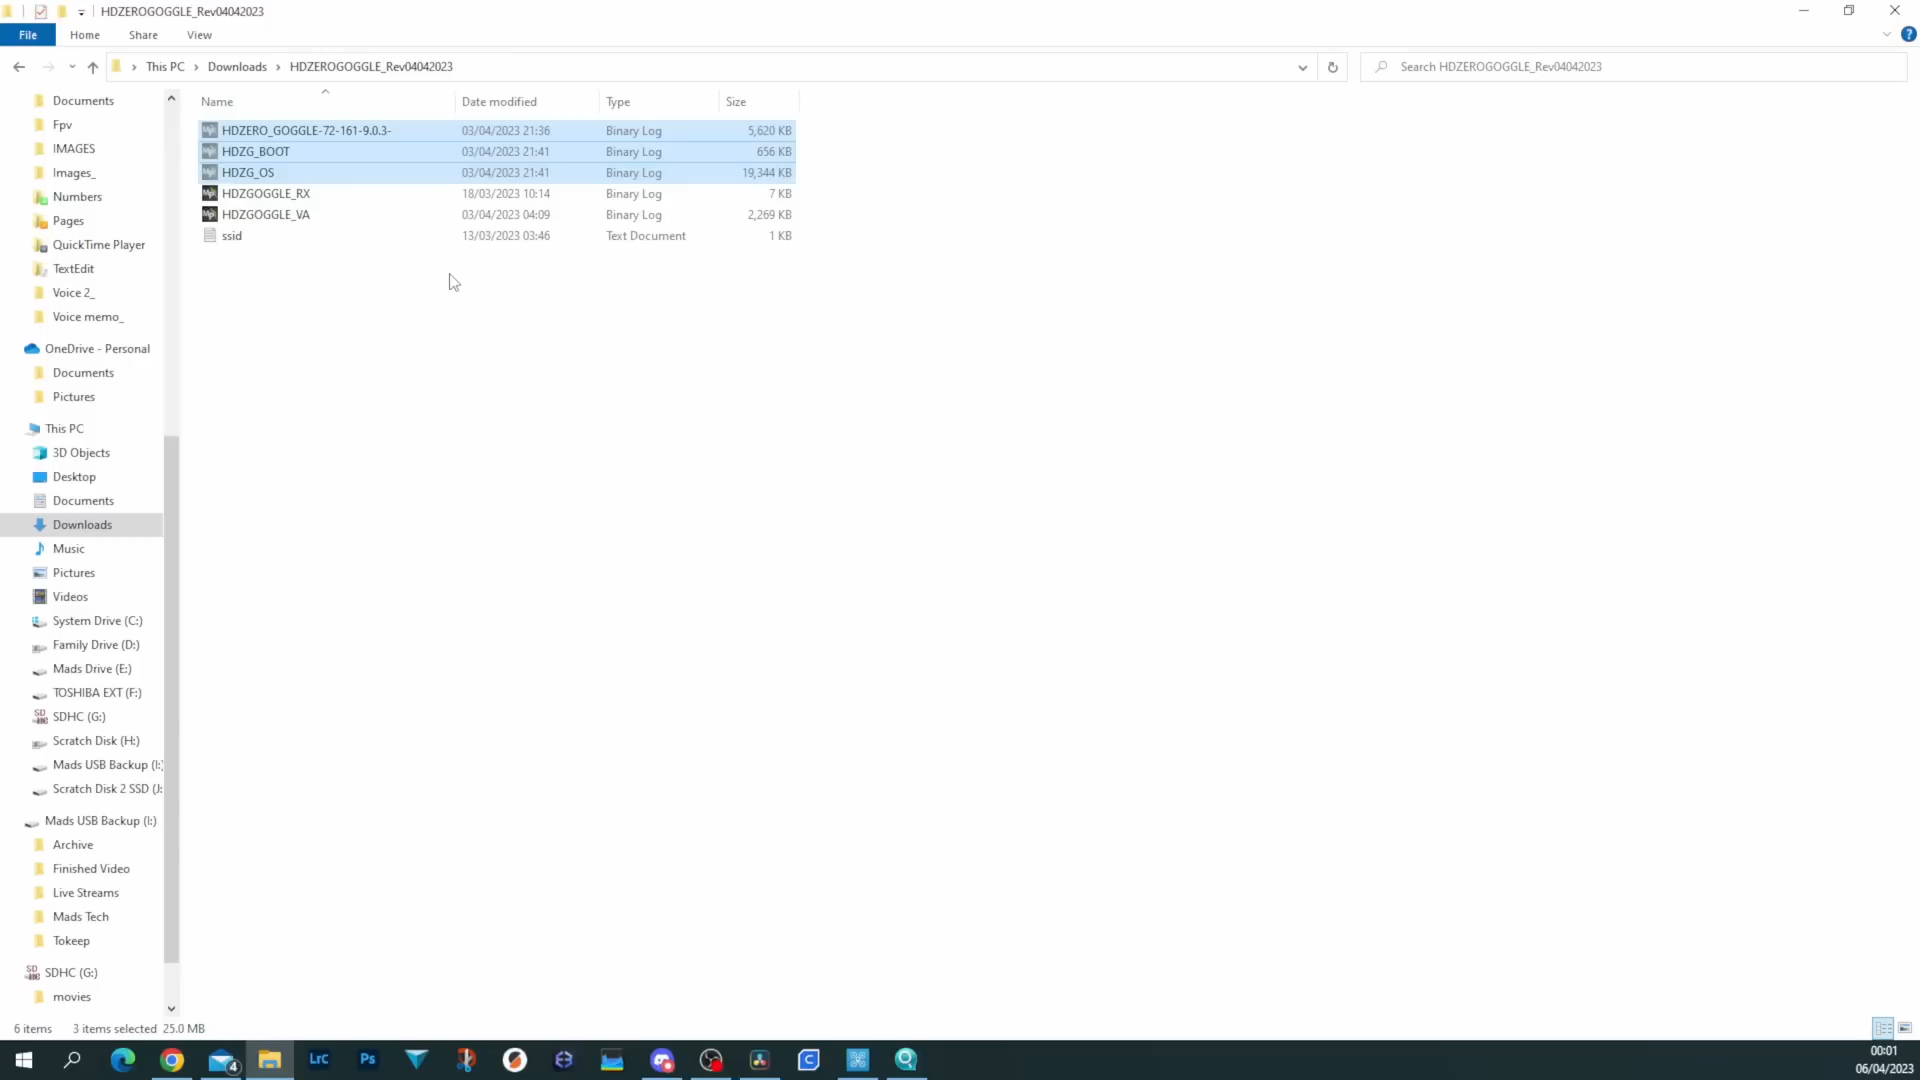 HDZEROGOGGLE_Rev04042023
File Home Share View
This PC Downloads HDZEROGOGGLE_Rev04042023
Search HDZEROGOGGLE_Rev04042023
Name Date modified Type Size
HDZERO_GOGGLE-72-161-9.0.3- 03/04/2023 21:36 Binary Log 5,620 KB
HDZG_BOOT 03/04/2023 21:41 Binary Log 656 KB
HDZG_OS 03/04/2023 21:41 Binary Log 19,344 KB
HDZGOGGLE_RX 18/03/2023 10:14 Binary Log 7 KB
HDZGOGGLE_VA 03/04/2023 04:09 Binary Log 2,269 KB
ssid 13/03/2023 03:46 Text Document 1 KB
Documents
Fpv
IMAGES
Images_
Numbers
Pages
QuickTime Player
TextEdit
Voice 2_
Voice memo_
OneDrive - Personal
Documents
Pictures
This PC
3D Objects
Desktop
Documents
Downloads
Music
Pictures
Videos
System Drive (C:)
Family Drive (D:)
Mads Drive (E:)
TOSHIBA EXT (F:)
SDHC (G:)
Scratch Disk (H:)
Mads USB Backup (I:)
Scratch Disk 2 SSD (J:
Mads USB Backup (I:)
Archive
Finished Video
Live Streams
Mads Tech
Tokeep
SDHC (G:)
movies
6 items 3 items selected 25.0 MB
4 LrC Ps
00:01
06/04/2023